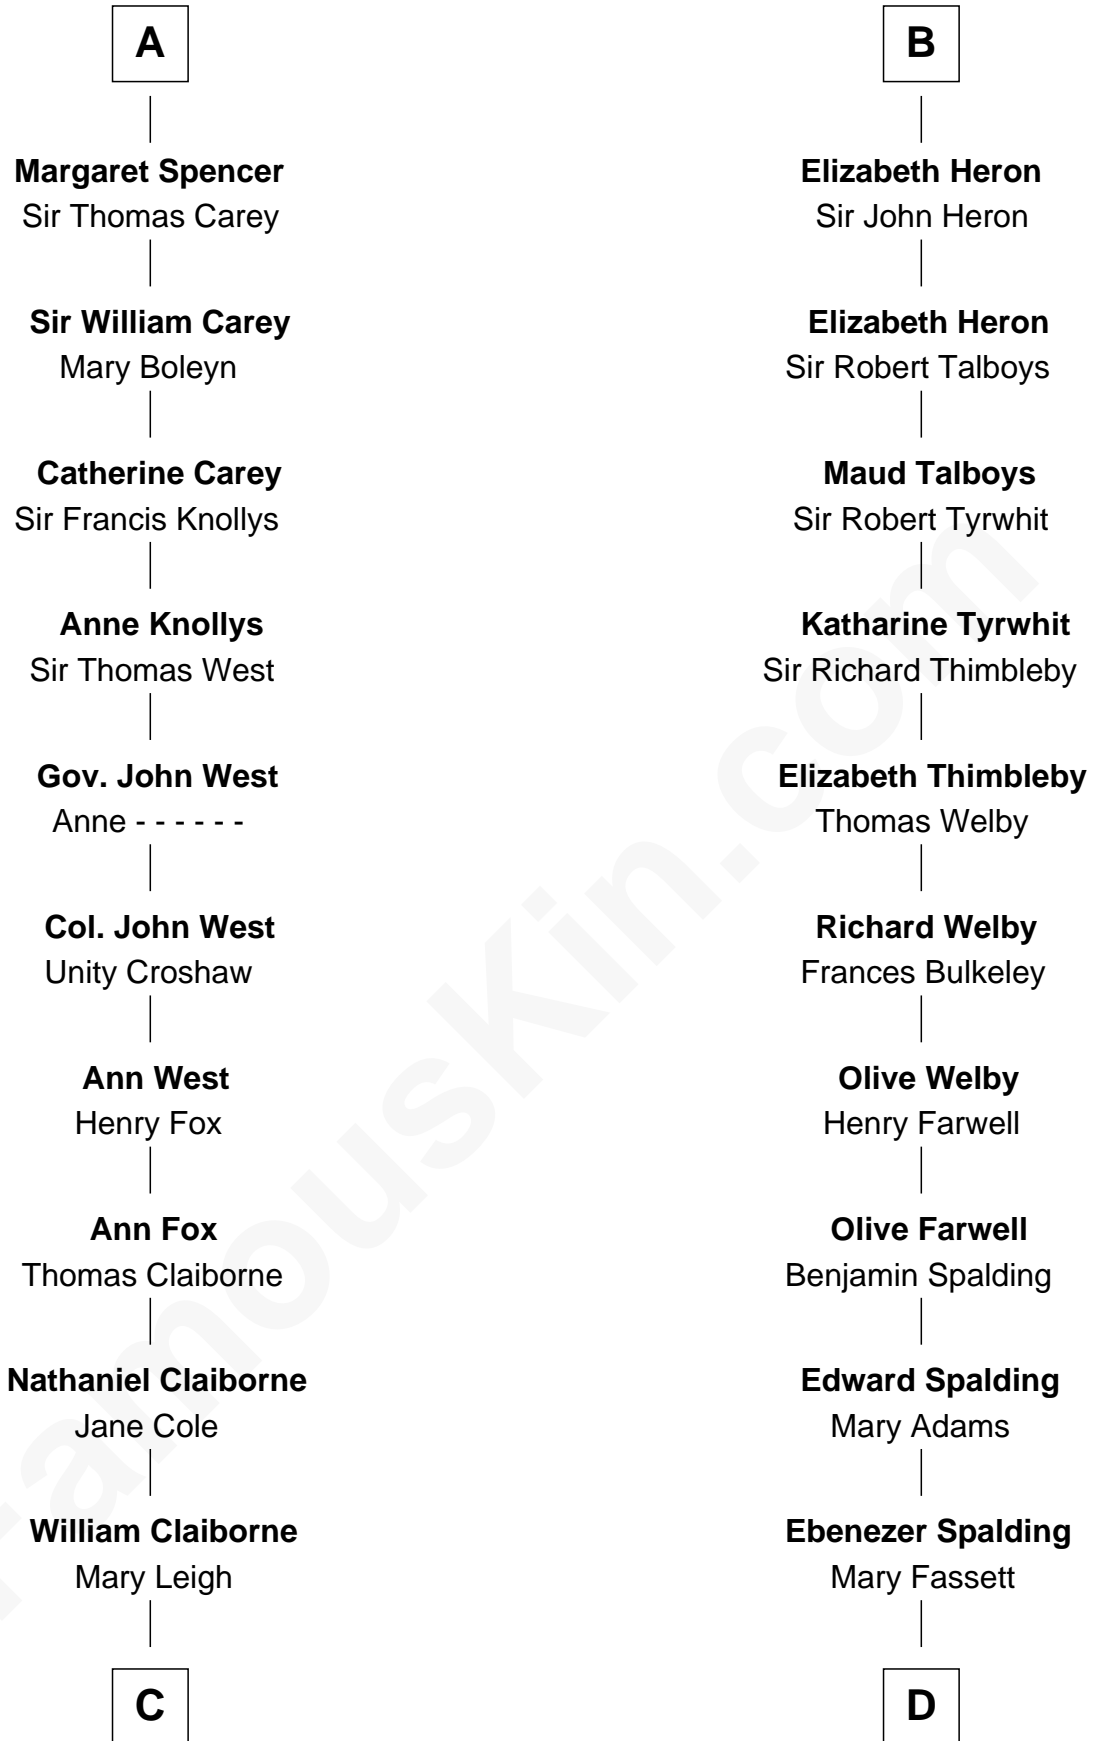 A
Margaret Spencer
Sir Thomas Carey
Sir William Carey
Mary Boleyn
Catherine Carey
Sir Francis Knollys
Anne Knollys
Sir Thomas West
Gov. John West
Anne - - - - - -
Col. John West
Unity Croshaw
Ann West
Henry Fox
Ann Fox
Thomas Claiborne
Nathaniel Claiborne
Jane Cole
William Claiborne
Mary Leigh
C
B
Elizabeth Heron
Sir John Heron
Elizabeth Heron
Sir Robert Talboys
Maud Talboys
Sir Robert Tyrwhit
Katharine Tyrwhit
Sir Richard Thimbleby
Elizabeth Thimbleby
Thomas Welby
Richard Welby
Frances Bulkeley
Olive Welby
Henry Farwell
Olive Farwell
Benjamin Spalding
Edward Spalding
Mary Adams
Ebenezer Spalding
Mary Fassett
D
FamousKin.com